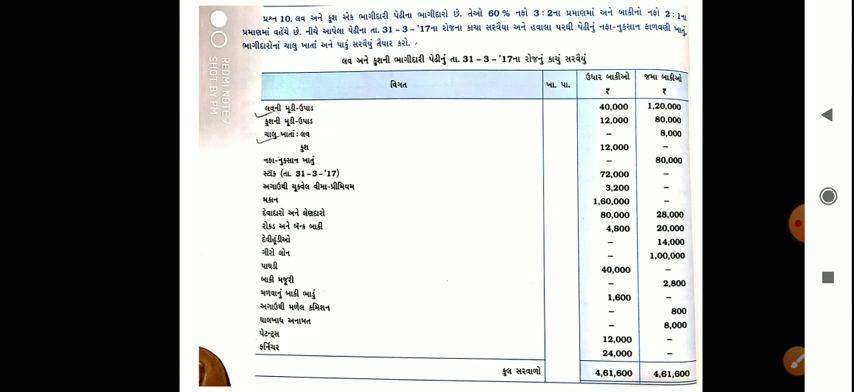 પ્રશ્ન 10. લવ અને કુશ એક ભાગીદારી પેઢીના ભાગીદારો છે. તેઓ 60 % નફો 3 : 2ના પ્રમાણમાં અને બાકીનો નફો 2 : 1ના
પ્રમાણમાં વહેંચે છે. નીચે આપેલા પેઢીના તા. 31-3-'17ના રોજના કાચા સરવૈયા અને હવાલા પરથી પેઢીનું નફા-નુકસાન ફાળવણી ખાતું,
ભાગીદારોનાં ચાલુ ખાતાં અને પાકું સરવૈયું તૈયાર કરો.
લવ અને કુશની ભાગીદારી પેઢીનું તા. 31-3-'17ના રોજનું કાચું સરવૈયું
વિગત ખા. પા. ઉધાર બાકીઓ ₹ જમા બાકીઓ ₹
લવની મૂડી-ઉપાડ 40,000 1,20,000
કુશની મૂડી-ઉપાડ 12,000 80,000
ચાલુ ખાતાં : લવ – 8,000
કુશ 12,000 –
નફા-નુકસાન ખાતું – 80,000
સ્ટૉક (તા. 31-3-'17) 72,000 –
અગાઉથી ચૂકવેલ વીમા-પ્રીમિયમ 3,200 –
મકાન 1,60,000 –
દેવાદારો અને લેણદારો 80,000 28,000
રોકડ અને બૅન્ક બાકી 4,800 20,000
દેવીહૂંડીઓ – 14,000
ગીરો લોન – 1,00,000
પાઘડી 40,000 –
બાકી મજૂરી – 2,800
મળવાનું બાકી ભાડું 1,600 –
અગાઉથી મળેલ કમિશન – 800
ઘાલખાધ અનામત – 8,000
પેટન્ટ્સ 12,000 –
ફર્નિચર 24,000 –
કુલ સરવાળો 4,61,600 4,61,600
REDMI NOTE 7
SHOT BY PM